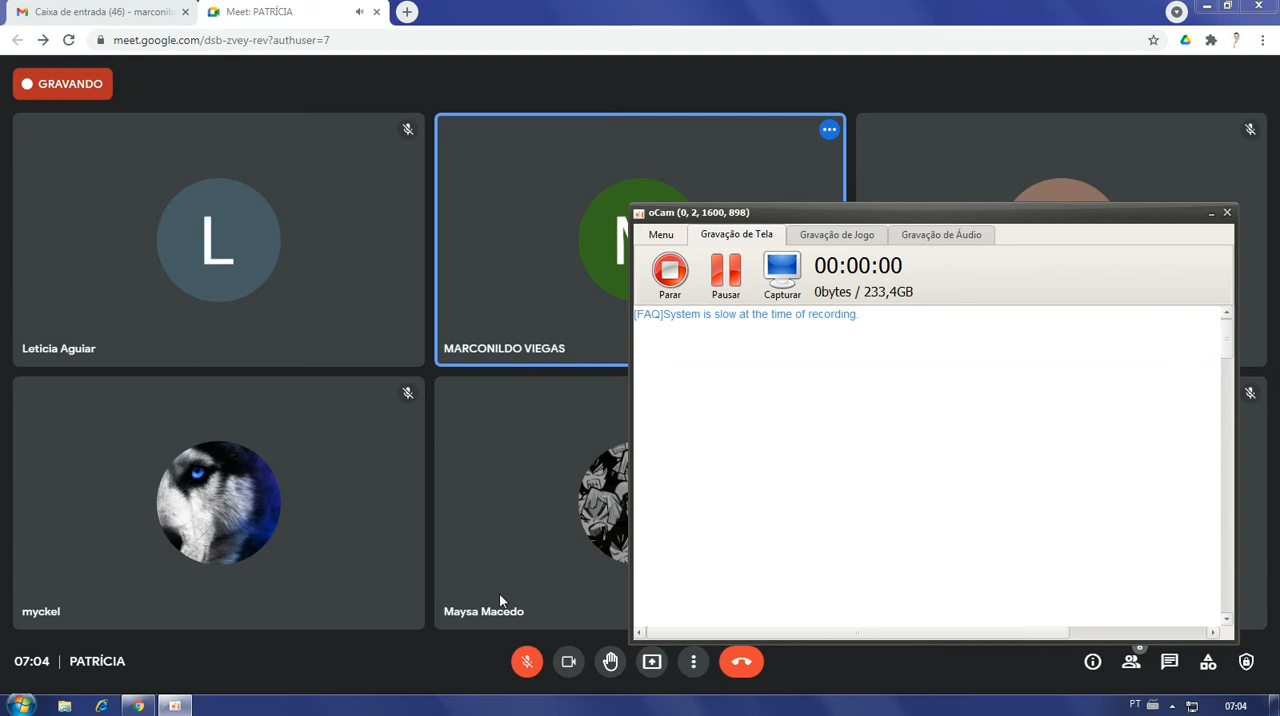 Caixa de entrada (46) - marconild
Meet: PATRÍCIA
meet.google.com/dsb-zvey-rev?authuser=7
GRAVANDO
L
Leticia Aguiar
MARCONILDO VIEGAS
oCam (0, 2, 1600, 898)
Menu
Gravação de Tela
Gravação de Jogo
Gravação de Áudio
Parar
Pausar
Capturar
00:00:00
0bytes / 233,4GB
[FAQ]System is slow at the time of recording.
myckel
Maysa Macedo
07:04 | PATRÍCIA
6
PT
07:04